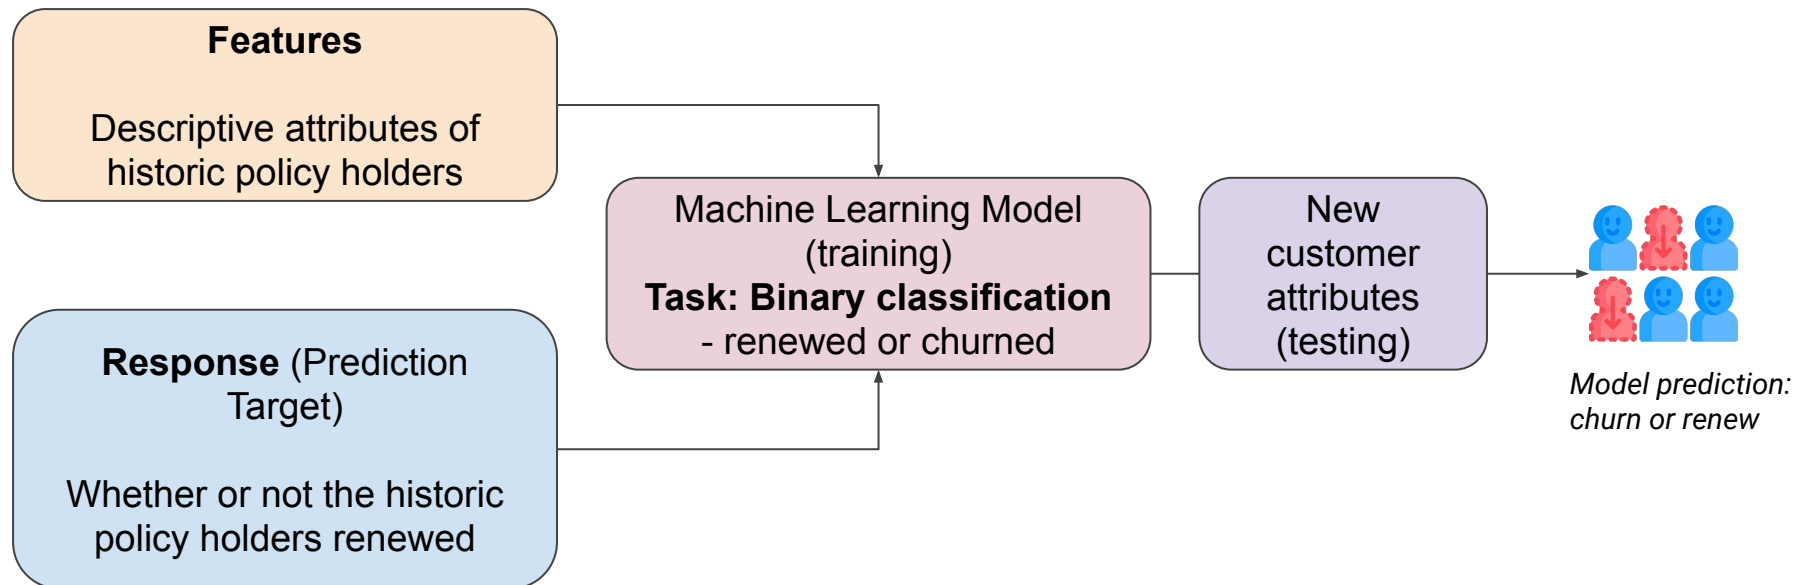 Features
Descriptive attributes of
historic policy holders
Response (Prediction
Target)
Whether or not the historic
policy holders renewed
Machine Learning Model
(training)
Task: Binary classification
- renewed or churned
New
customer
attributes
(testing)
Model prediction:
churn or renew